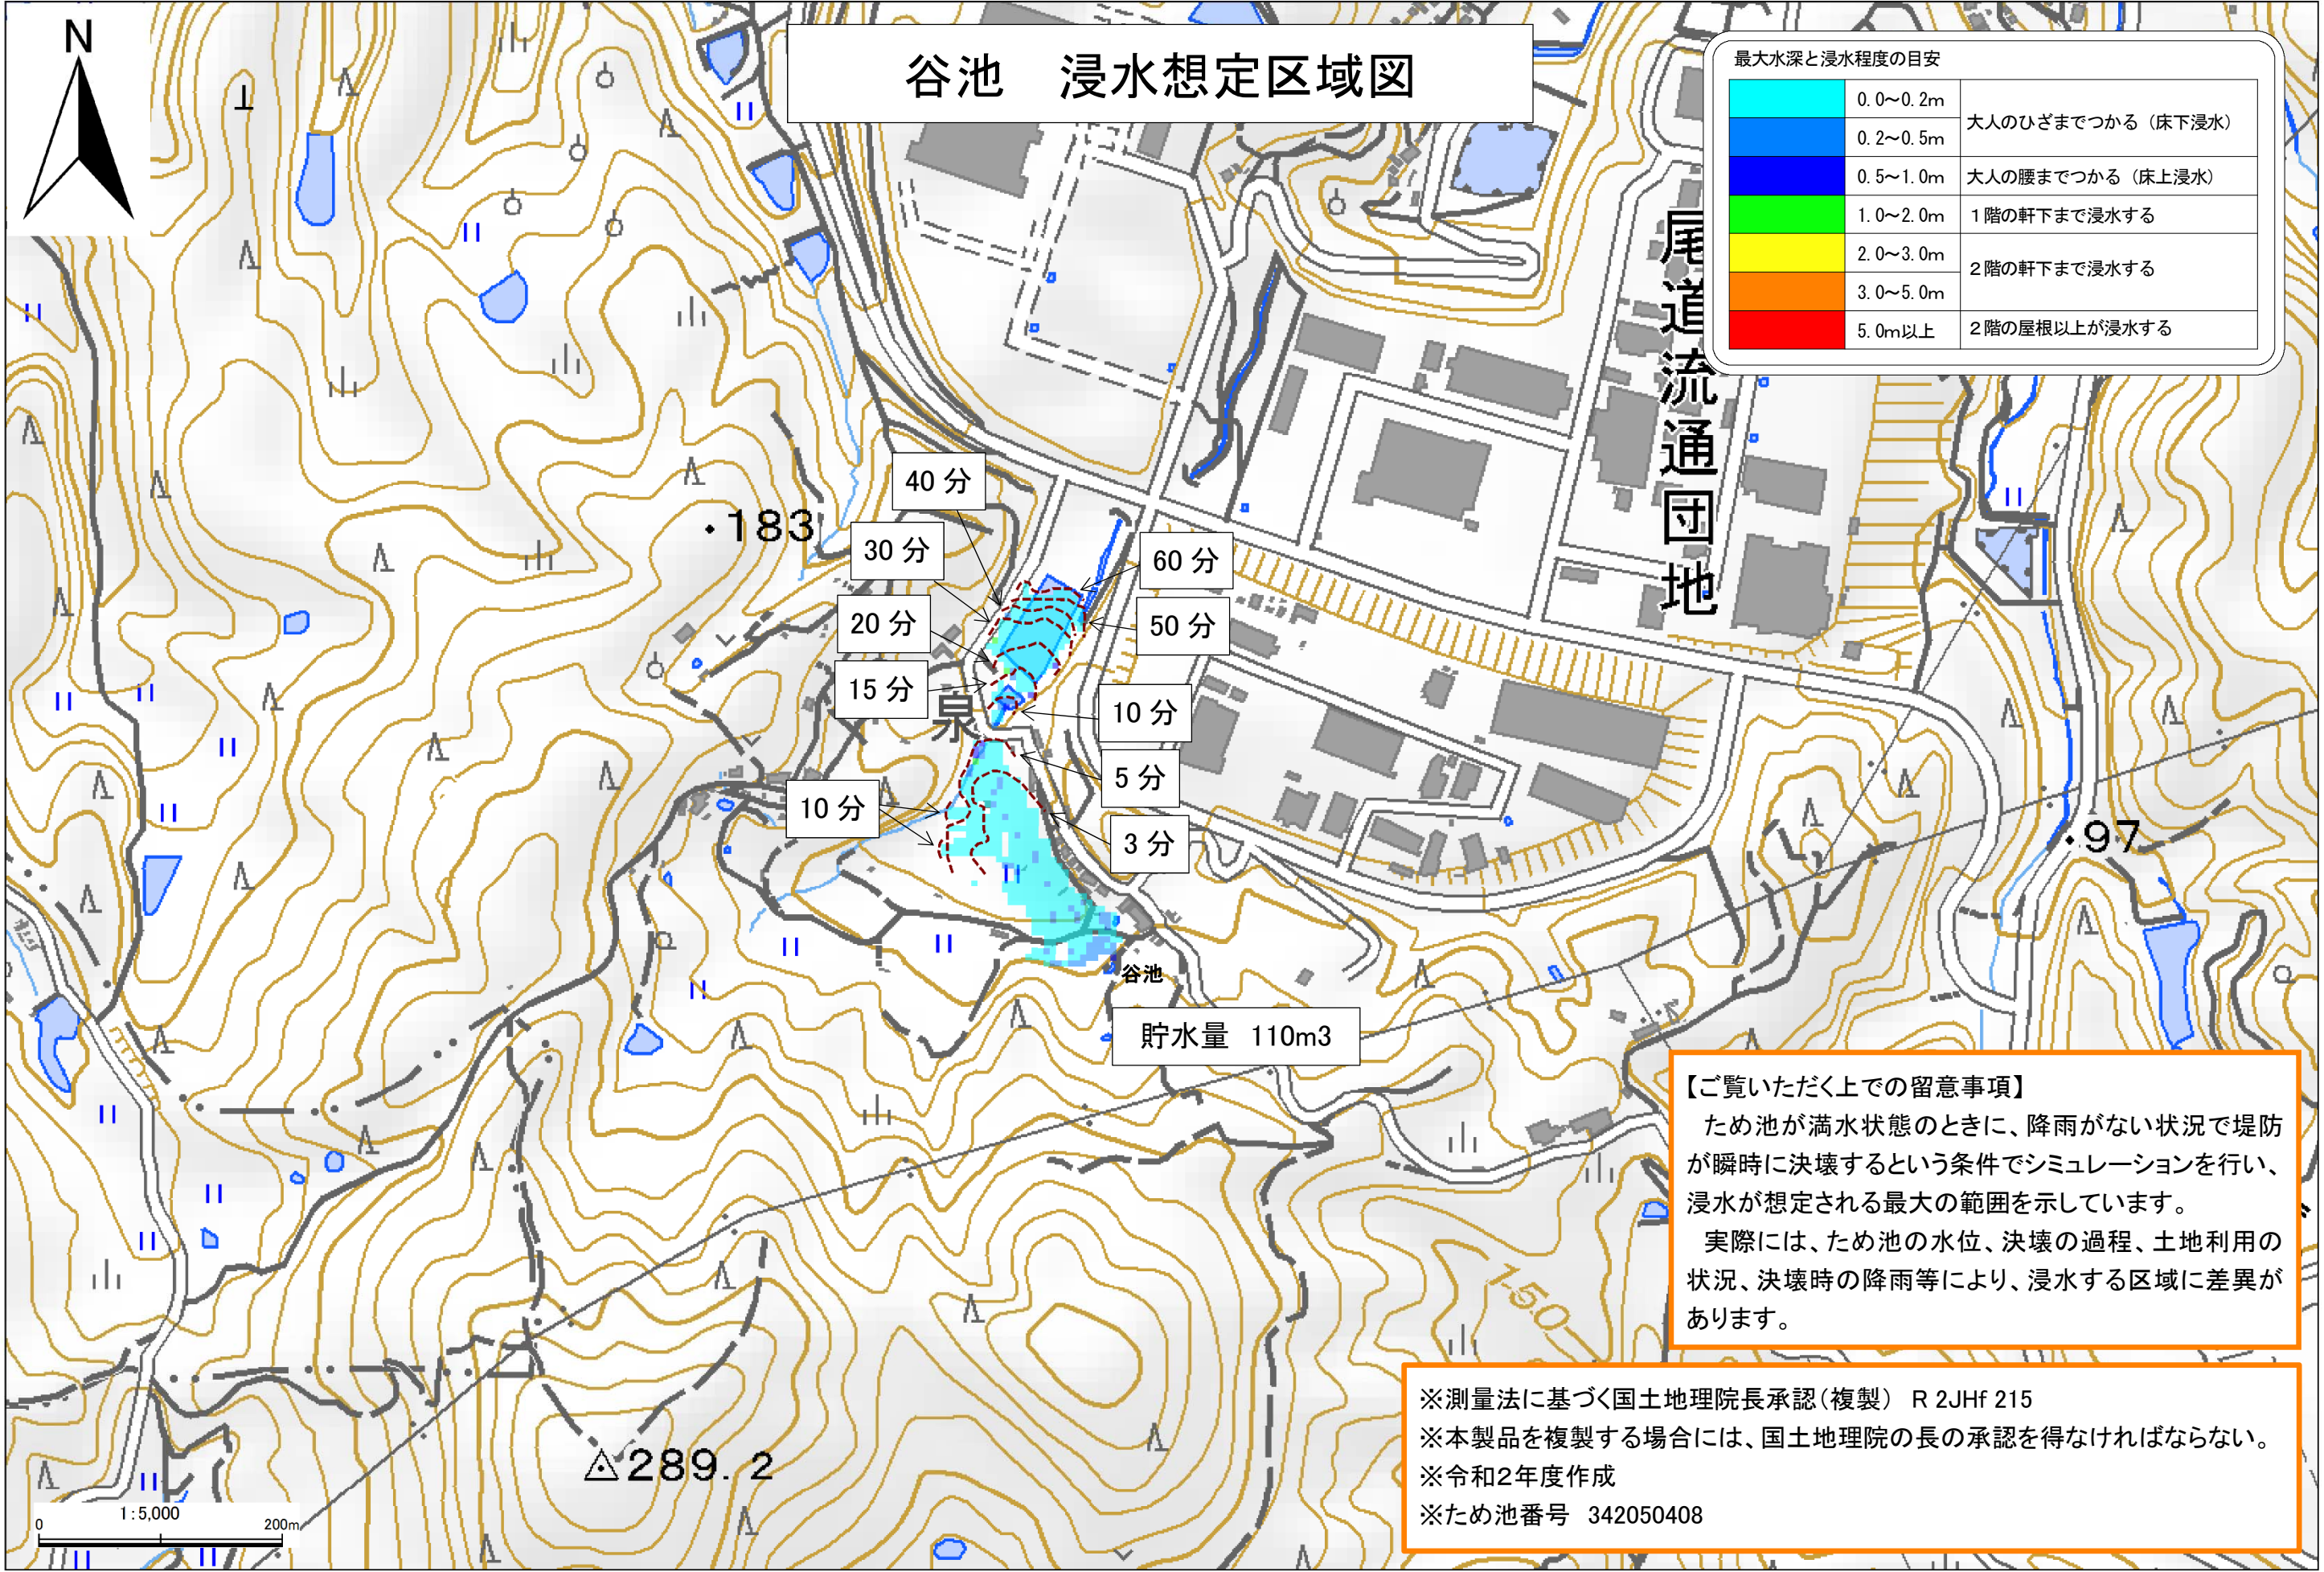 N
谷池　浸水想定区域図
最大水深と浸水程度の目安
0.0～0.2m
大人のひざまでつかる（床下浸水）
0.2～0.5m
0.5～1.0m　大人の腰までつかる（床上浸水）
1.0～2.0m　1階の軒下まで浸水する
2.0～3.0m
2階の軒下まで浸水する
3.0～5.0m
5.0m以上　2階の屋根以上が浸水する
尾道流通団地
40 分
・183
30 分
60 分
20 分
50 分
15 分
泉
10 分
5 分
10 分
3 分
・97
谷池
貯水量　110m3
【ご覧いただく上での留意事項】
　ため池が満水状態のときに、降雨がない状況で堤防
が瞬時に決壊するという条件でシミュレーションを行い、
浸水が想定される最大の範囲を示しています。
　実際には、ため池の水位、決壊の過程、土地利用の
状況、決壊時の降雨等により、浸水する区域に差異が
あります。
150
※測量法に基づく国土地理院長承認（複製）　R 2JHf 215
※本製品を複製する場合には、国土地理院の長の承認を得なければならない。
289.2
※令和2年度作成
※ため池番号　342050408
1:5,000
0　200m